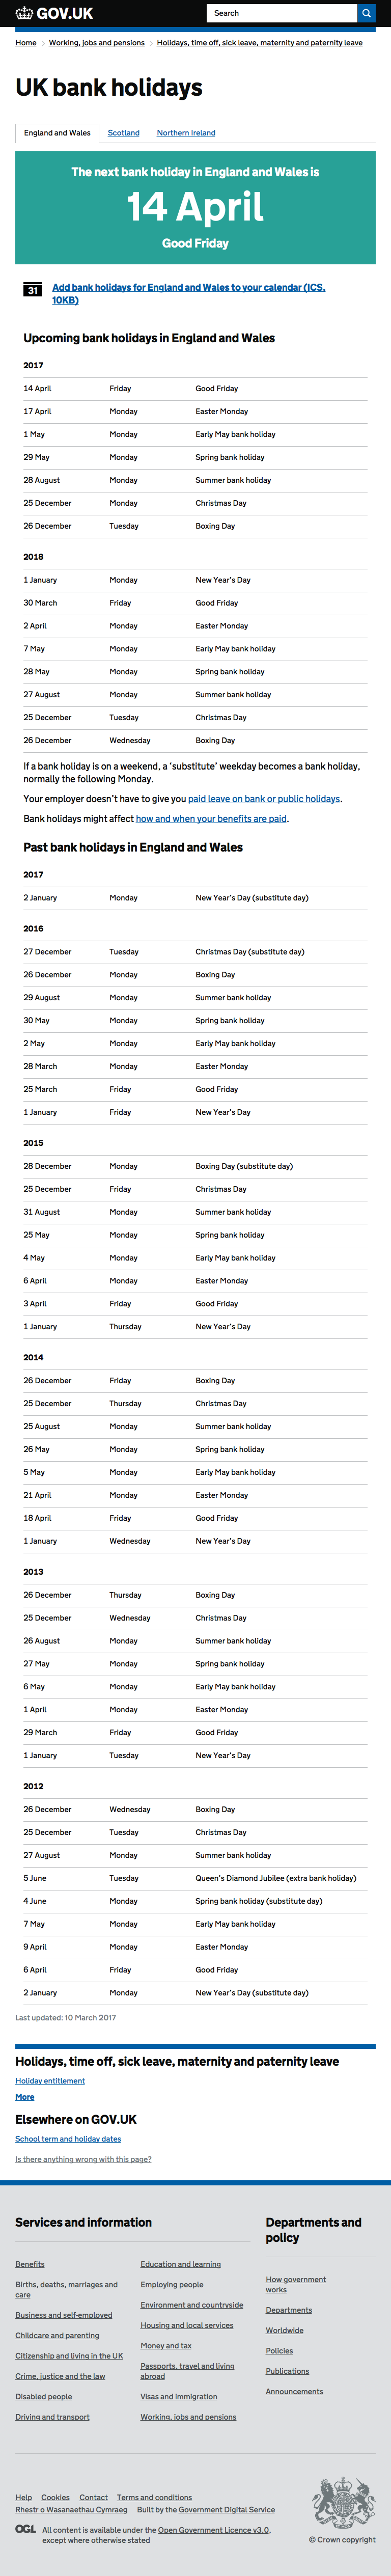 GOV.UK Search
Home Working, jobs and pensions Holidays, time off, sick leave, maternity and paternity leave
UK bank holidays
England and Wales Scotland Northern Ireland
The next bank holiday in England and Wales is
14 April
Good Friday
31 Add bank holidays for England and Wales to your calendar (ICS,
10KB)
Upcoming bank holidays in England and Wales
2017
14 April Friday Good Friday
17 April Monday Easter Monday
1 May Monday Early May bank holiday
29 May Monday Spring bank holiday
28 August Monday Summer bank holiday
25 December Monday Christmas Day
26 December Tuesday Boxing Day
2018
1 January Monday New Year's Day
30 March Friday Good Friday
2 April Monday Easter Monday
7 May Monday Early May bank holiday
28 May Monday Spring bank holiday
27 August Monday Summer bank holiday
25 December Tuesday Christmas Day
26 December Wednesday Boxing Day
If a bank holiday is on a weekend, a 'substitute' weekday becomes a bank holiday,
normally the following Monday.
Your employer doesn't have to give you paid leave on bank or public holidays.
Bank holidays might affect how and when your benefits are paid.
Past bank holidays in England and Wales
2017
2 January Monday New Year's Day (substitute day)
2016
27 December Tuesday Christmas Day (substitute day)
26 December Monday Boxing Day
29 August Monday Summer bank holiday
30 May Monday Spring bank holiday
2 May Monday Early May bank holiday
28 March Monday Easter Monday
25 March Friday Good Friday
1 January Friday New Year's Day
2015
28 December Monday Boxing Day (substitute day)
25 December Friday Christmas Day
31 August Monday Summer bank holiday
25 May Monday Spring bank holiday
4 May Monday Early May bank holiday
6 April Monday Easter Monday
3 April Friday Good Friday
1 January Thursday New Year's Day
2014
26 December Friday Boxing Day
25 December Thursday Christmas Day
25 August Monday Summer bank holiday
26 May Monday Spring bank holiday
5 May Monday Early May bank holiday
21 April Monday Easter Monday
18 April Friday Good Friday
1 January Wednesday New Year's Day
2013
26 December Thursday Boxing Day
25 December Wednesday Christmas Day
26 August Monday Summer bank holiday
27 May Monday Spring bank holiday
6 May Monday Early May bank holiday
1 April Monday Easter Monday
29 March Friday Good Friday
1 January Tuesday New Year's Day
2012
26 December Wednesday Boxing Day
25 December Tuesday Christmas Day
27 August Monday Summer bank holiday
5 June Tuesday Queen's Diamond Jubilee (extra bank holiday)
4 June Monday Spring bank holiday (substitute day)
7 May Monday Early May bank holiday
9 April Monday Easter Monday
6 April Friday Good Friday
2 January Monday New Year's Day (substitute day)
Last updated: 10 March 2017
Holidays, time off, sick leave, maternity and paternity leave
Holiday entitlement
More
Elsewhere on GOV.UK
School term and holiday dates
Is there anything wrong with this page?
Services and information
Benefits
Births, deaths, marriages and
care
Business and self-employed
Childcare and parenting
Citizenship and living in the UK
Crime, justice and the law
Disabled people
Driving and transport
Education and learning
Employing people
Environment and countryside
Housing and local services
Money and tax
Passports, travel and living
abroad
Visas and immigration
Working, jobs and pensions
Departments and
policy
How government
works
Departments
Worldwide
Policies
Publications
Announcements
Help Cookies Contact Terms and conditions
Rhestr o Wasanaethau Cymraeg Built by the Government Digital Service
OGL All content is available under the Open Government Licence v3.0,
except where otherwise stated
© Crown copyright